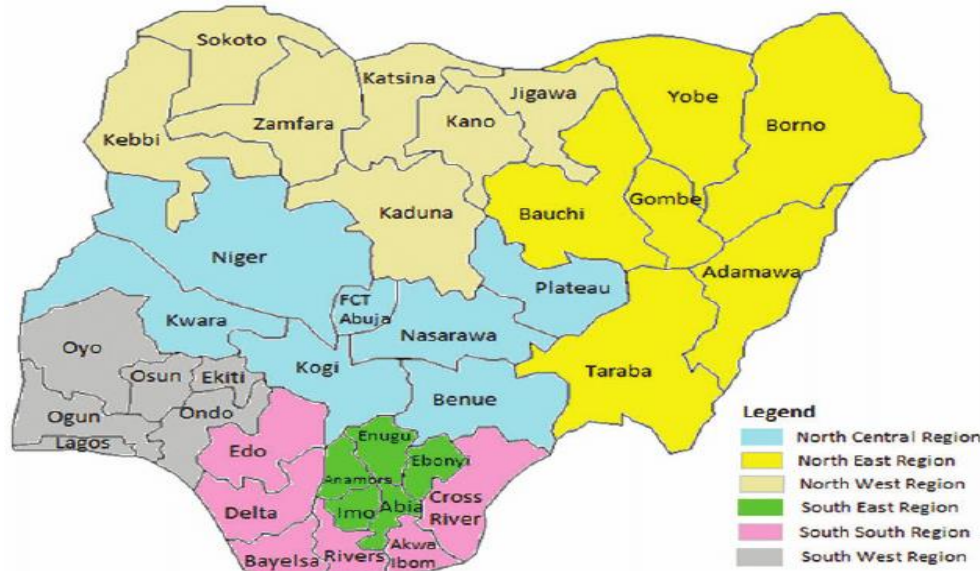 Sokoto
Katsina
Jigawa
Yobe
Borno
Kebbi
Zamfara
Kano
Kaduna
Bauchi
Gombe
Niger
Adamawa
Plateau
FCT
Abuja
Kwara
Nasarawa
Oyo
Kogi
Taraba
Osun
Ekiti
Benue
Ogun
Ondo
Lagos
Edo
Enugu
Ebonyi
Anamors
Delta
Imo
Abia
Cross
River
Bayelsa
Rivers
Akwa
Ibom
Legend
North Central Region
North East Region
North West Region
South East Region
South South Region
South West Region